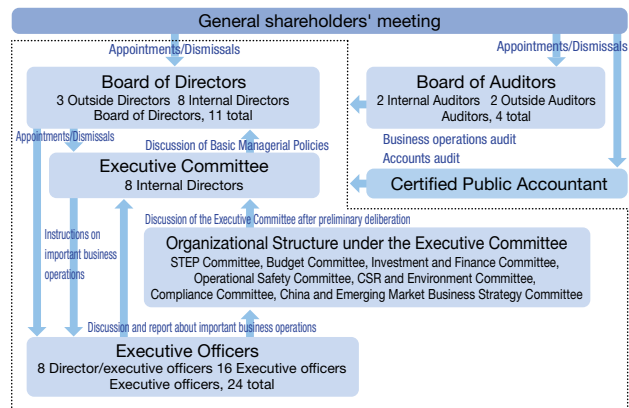 General shareholders' meeting
Appointments/Dismissals
Appointments/Dismissals
Board of Directors
3 Outside Directors 8 Internal Directors
Board of Directors, 11 total
Board of Auditors
2 Internal Auditors 2 Outside Auditors
Auditors, 4 total
Appointments/Dismissals
Discussion of Basic Managerial Policies
Business operations audit
Accounts audit
Executive Committee
8 Internal Directors
Certified Public Accountant
Discussion of the Executive Committee after preliminary deliberation
Instructions on
important business
operations
Organizational Structure under the Executive Committee
STEP Committee, Budget Committee, Investment and Finance Committee,
Operational Safety Committee, CSR and Environment Committee,
Compliance Committee, China and Emerging Market Business Strategy Committee
Discussion and report about important business operations
Executive Officers
8 Director/executive officers 16 Executive officers
Executive officers, 24 total